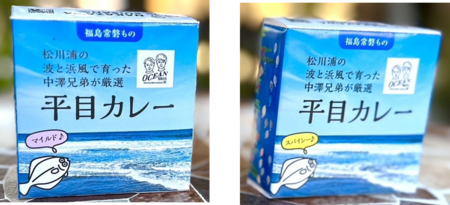 福島常磐もの
松川浦の
波と浜風で育った
中澤兄弟が厳選
OCEAN
平目カレー
マイルド♪
福島常磐もの
松川浦の
波と浜風で育った
中澤兄弟が厳選
OCEAN
平目カレー
スパイシー♪